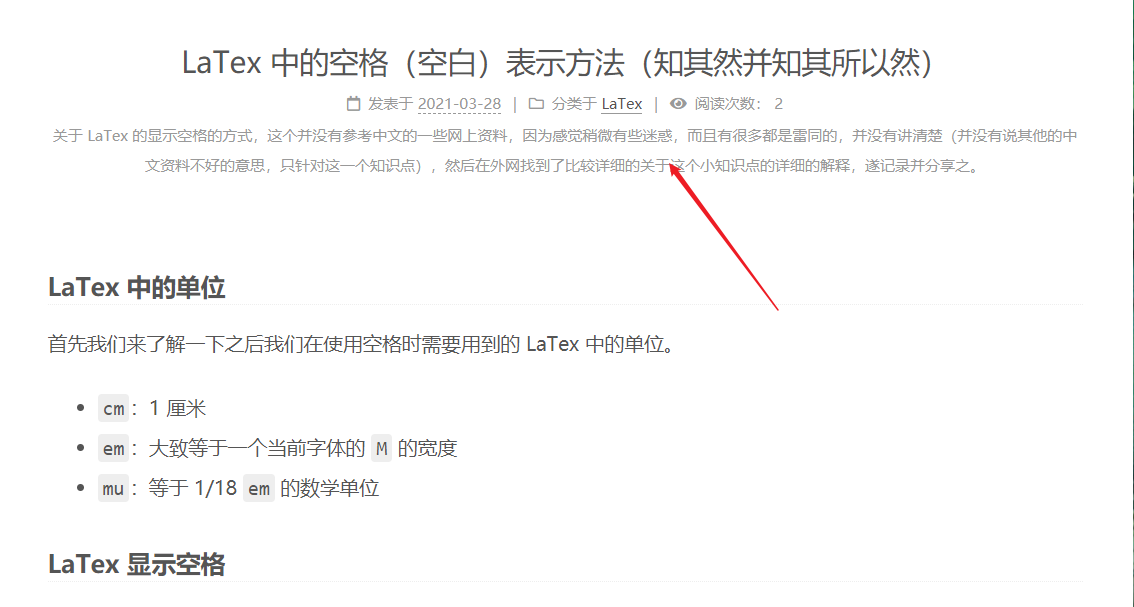 LaTex 中的空格（空白）表示方法（知其然并知其所以然）
发表于 2021-03-28 | 分类于 LaTex | 阅读次数： 2
关于 LaTex 的显示空格的方式，这个并没有参考中文的一些网上资料，因为感觉稍微有些迷惑，而且有很多都是雷同的，并没有讲清楚（并没有说其他的中
文资料不好的意思，只针对这一个知识点），然后在外网找到了比较详细的关于这个小知识点的详细的解释，遂记录并分享之。
LaTex 中的单位
首先我们来了解一下之后我们在使用空格时需要用到的 LaTex 中的单位。
cm：1 厘米
em：大致等于一个当前字体的 M 的宽度
mu：等于 1/18 em 的数学单位
LaTex 显示空格